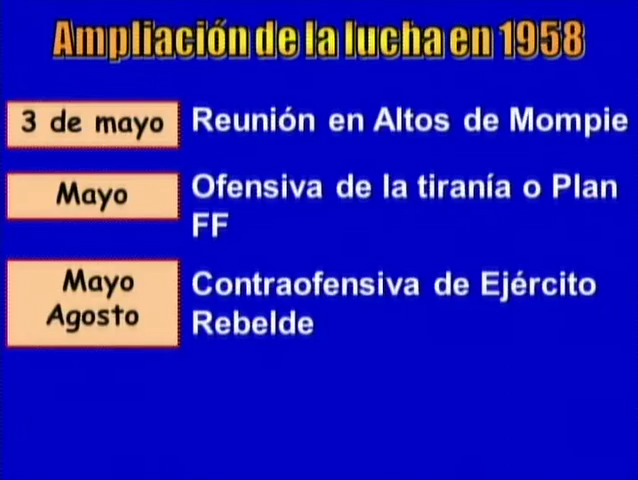 Ampliación de la lucha en 1958
3 de mayo
Reunión en Altos de Mompie
Mayo
Ofensiva de la tiranía o Plan
FF
Mayo
Agosto
Contraofensiva de Ejército
Rebelde